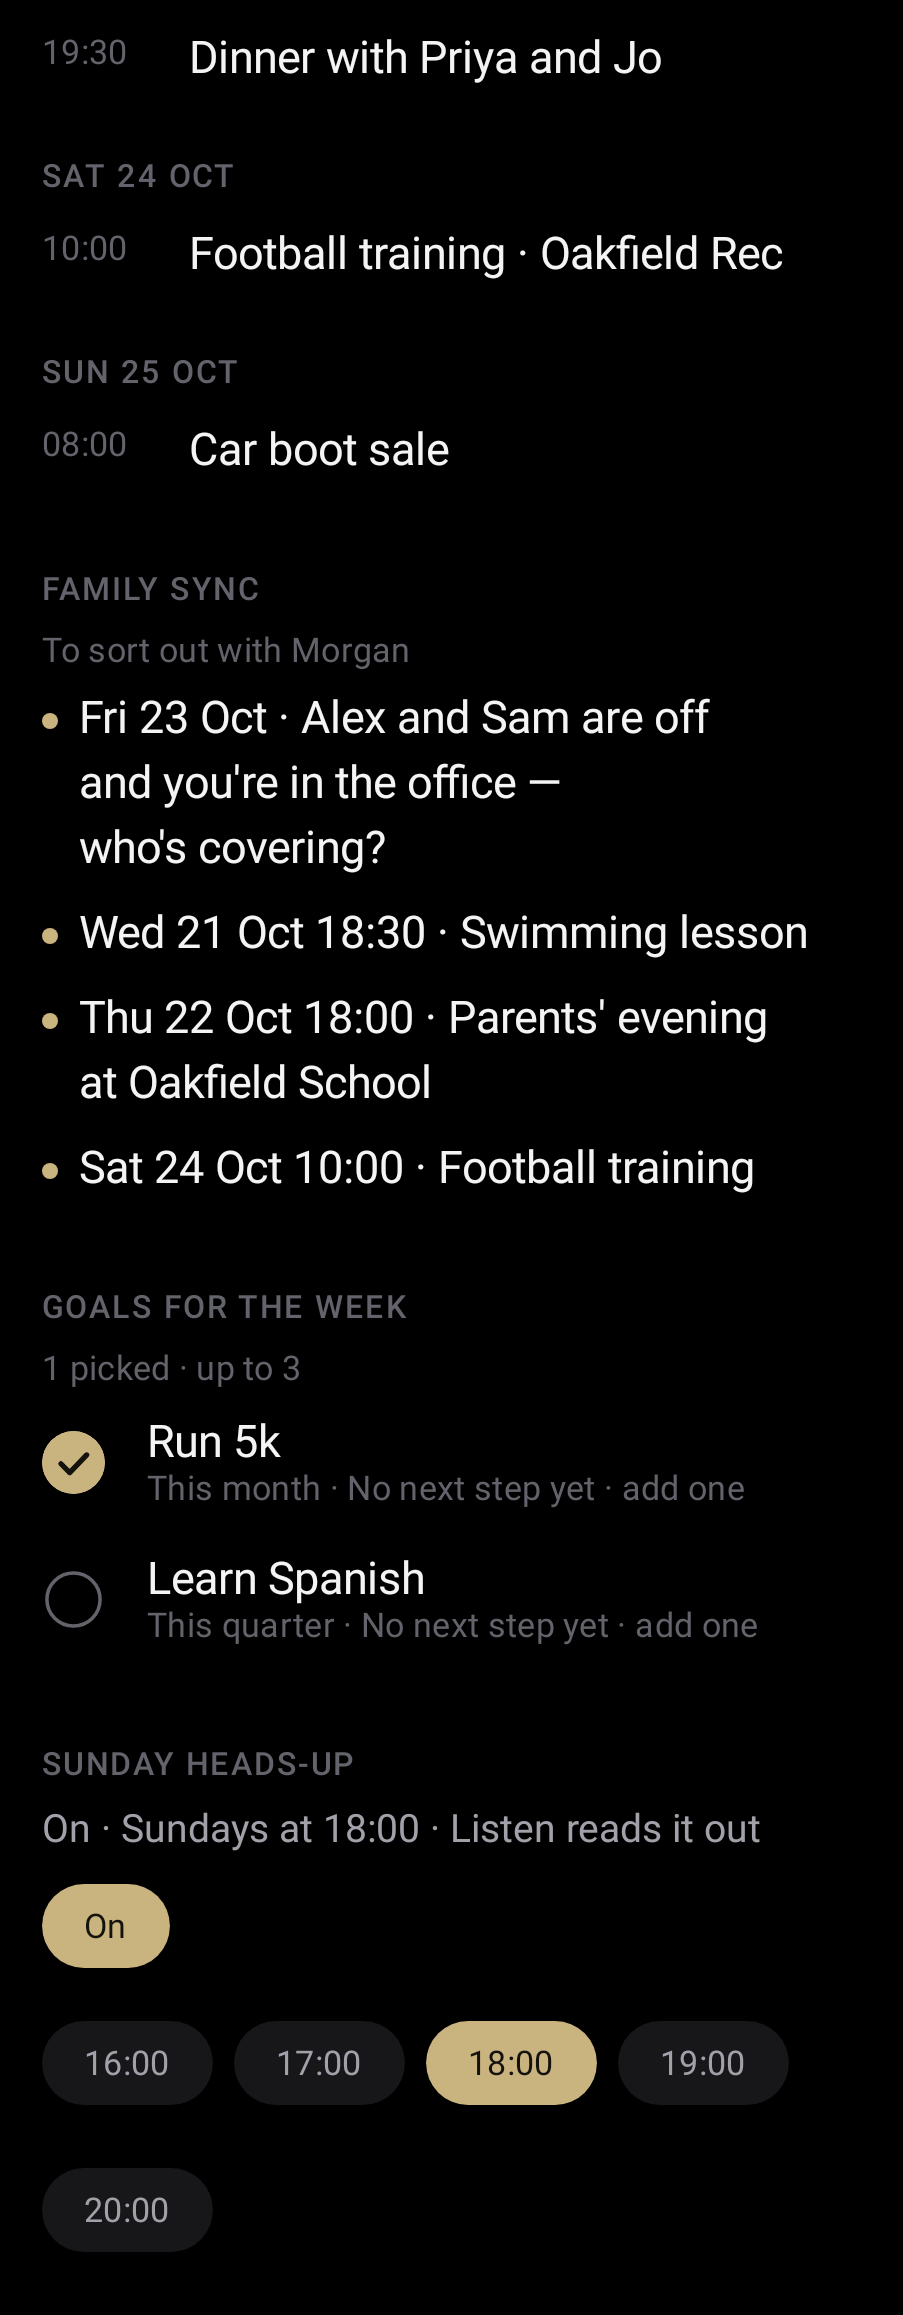 19:30 Dinner with Priya and Jo
SAT 24 OCT
10:00 Football training · Oakfield Rec
SUN 25 OCT
08:00 Car boot sale
FAMILY SYNC
To sort out with Morgan
Fri 23 Oct · Alex and Sam are off
and you're in the office —
who's covering?
Wed 21 Oct 18:30 · Swimming lesson
Thu 22 Oct 18:00 · Parents' evening
at Oakfield School
Sat 24 Oct 10:00 · Football training
GOALS FOR THE WEEK
1 picked · up to 3
Run 5k
This month · No next step yet · add one
Learn Spanish
This quarter · No next step yet · add one
SUNDAY HEADS-UP
On · Sundays at 18:00 · Listen reads it out
On
16:00 17:00 18:00 19:00
20:00